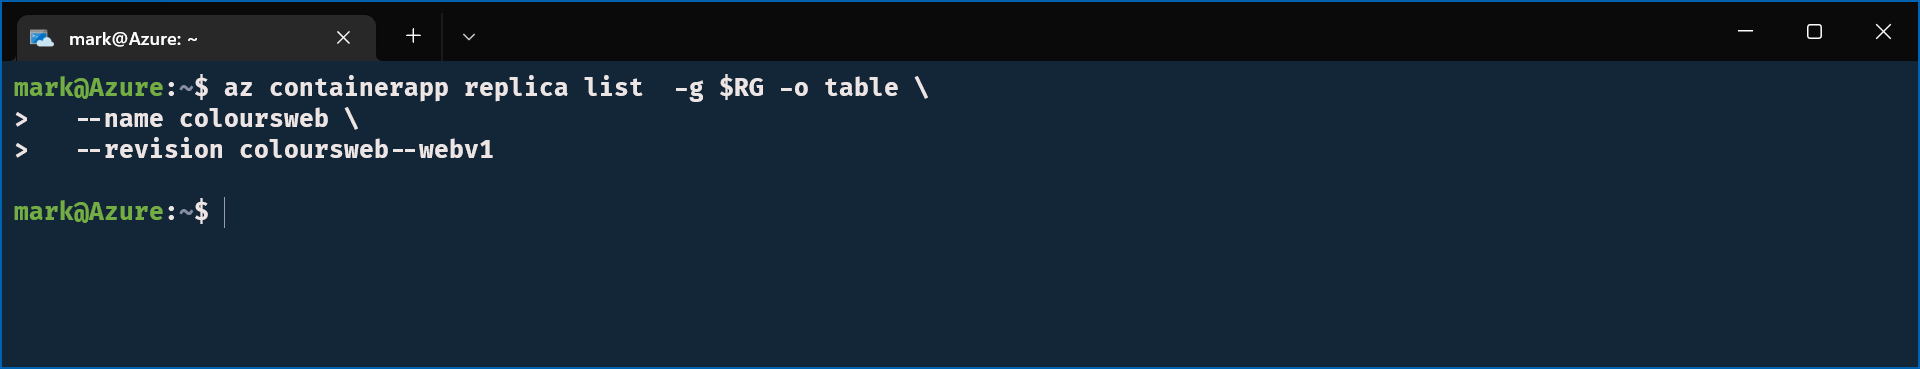 mark@Azure: ~
mark@Azure:~$ az containerapp replica list  -g $RG -o table \
>   --name coloursweb \
>   --revision coloursweb--webv1
mark@Azure:~$